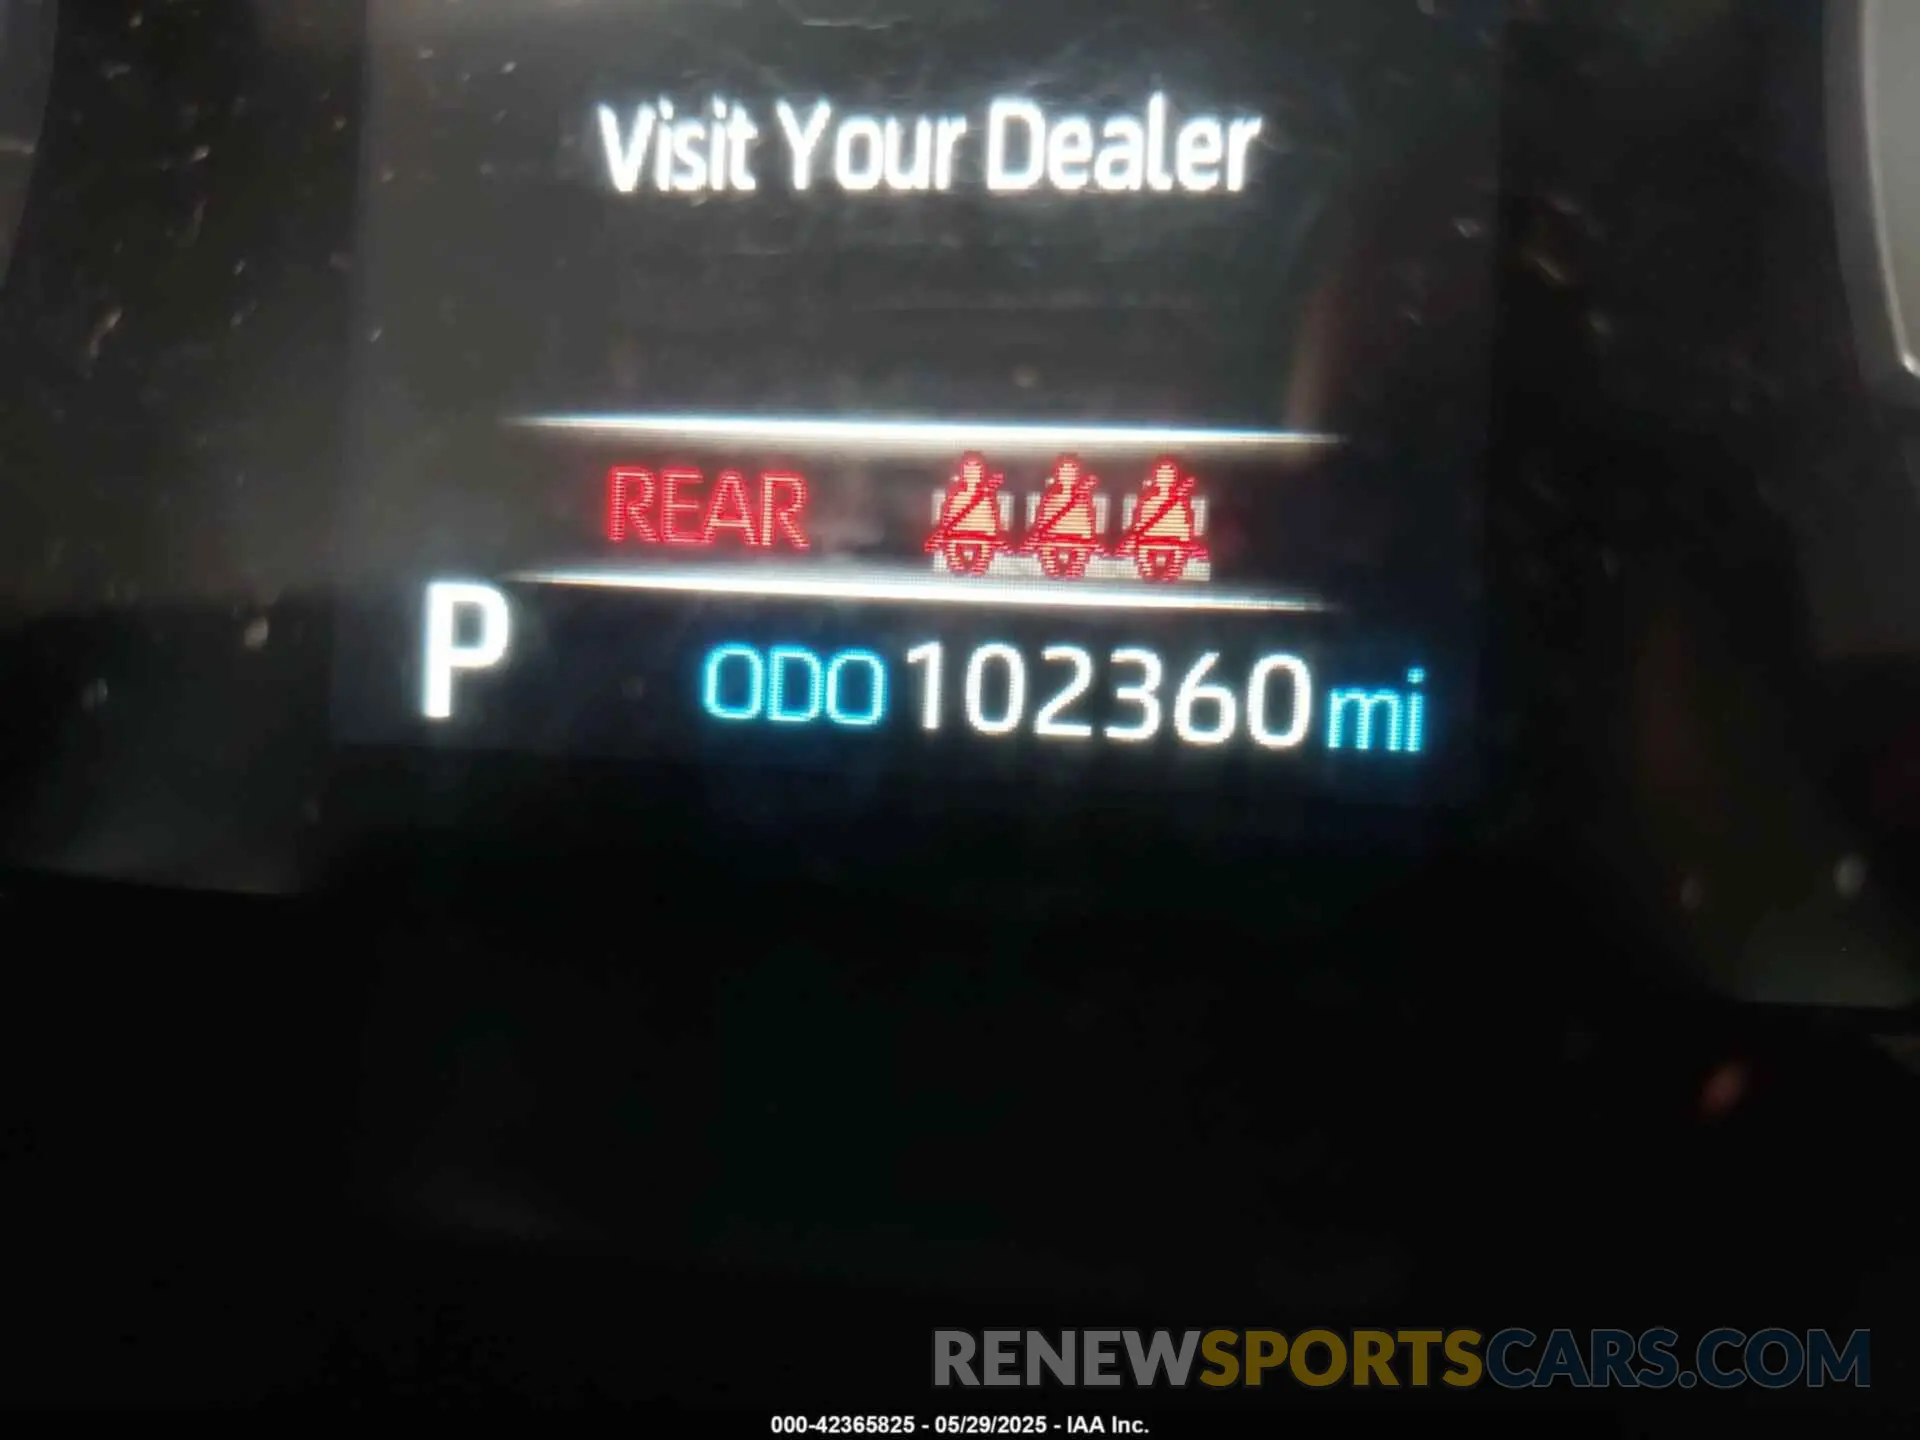 Visit Your Dealer
REAR
P ODO 102360 mi
RENEWSPORTSCARS.COM
000-42365825 - 05/29/2025 - IAA Inc.